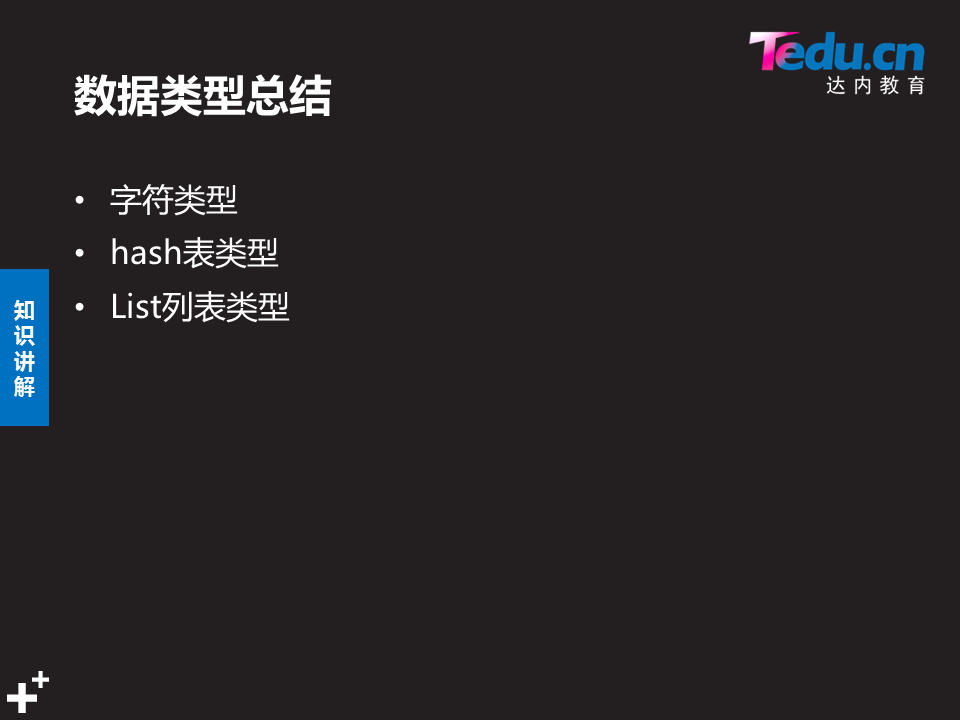 Tedu.cn
达内教育
数据类型总结
• 字符类型
• hash表类型
• List列表类型
知识讲解